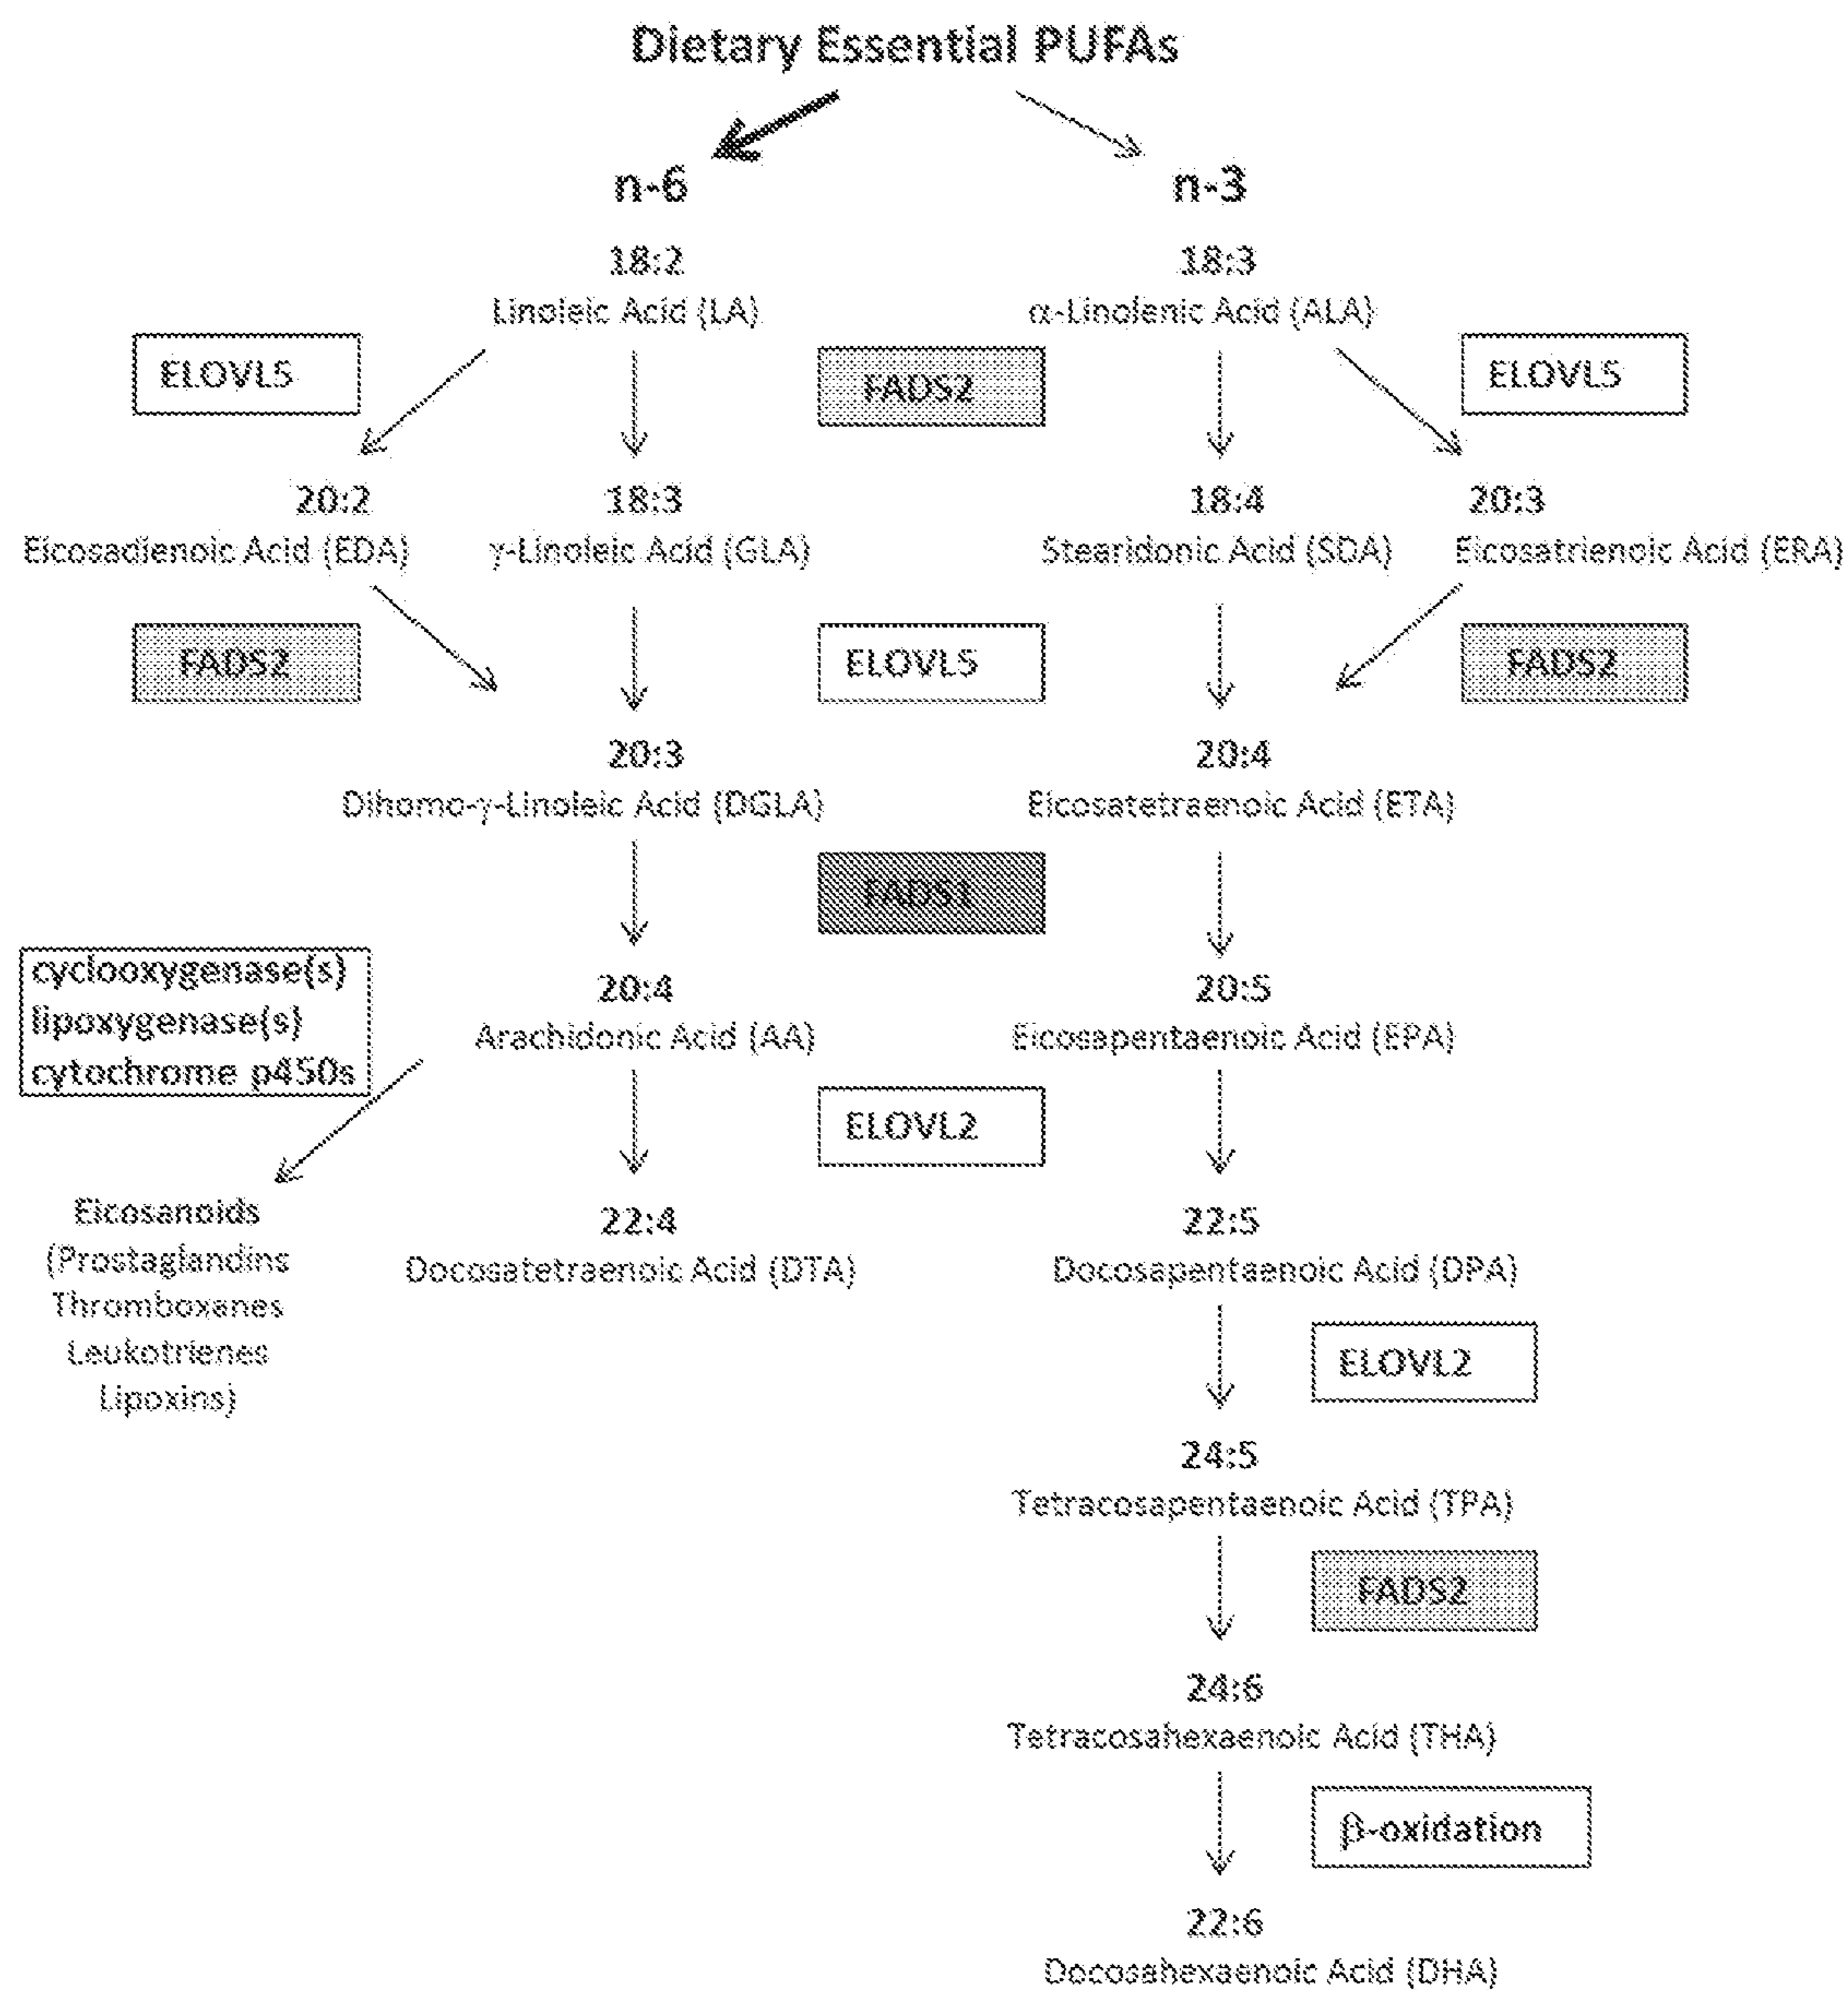 Dietary Essential PUFAs
n-6
n-3
18:2
18:3
Linoleic Acid (LA)
α-Linolenic Acid (ALA)
ELOVL5
FADS2
ELOVL5
20:2
18:3
18:4
20:3
Eicosadienoic Acid (EDA)
γ-Linoleic Acid (GLA)
Stearidonic Acid (SDA)
Eicosatrienoic Acid (ERA)
FADS2
ELOVL5
FADS2
20:3
20:4
Dihomo-γ-Linoleic Acid (DGLA)
Eicosatetraenoic Acid (ETA)
FADS1
cyclooxygenase(s)
lipoxygenase(s)
cytochrome p450s
20:4
20:5
Arachidonic Acid (AA)
Eicosapentaenoic Acid (EPA)
ELOVL2
Eicosanoids
(Prostaglandins
Thromboxanes
Leukotrienes
Lipoxins)
22:4
22:5
Docosatetraenoic Acid (DTA)
Docosapentaenoic Acid (DPA)
ELOVL2
24:5
Tetracosapentaenoic Acid (TPA)
FADS2
24:6
Tetracosahexaenoic Acid (THA)
β-oxidation
22:6
Docosahexaenoic Acid (DHA)